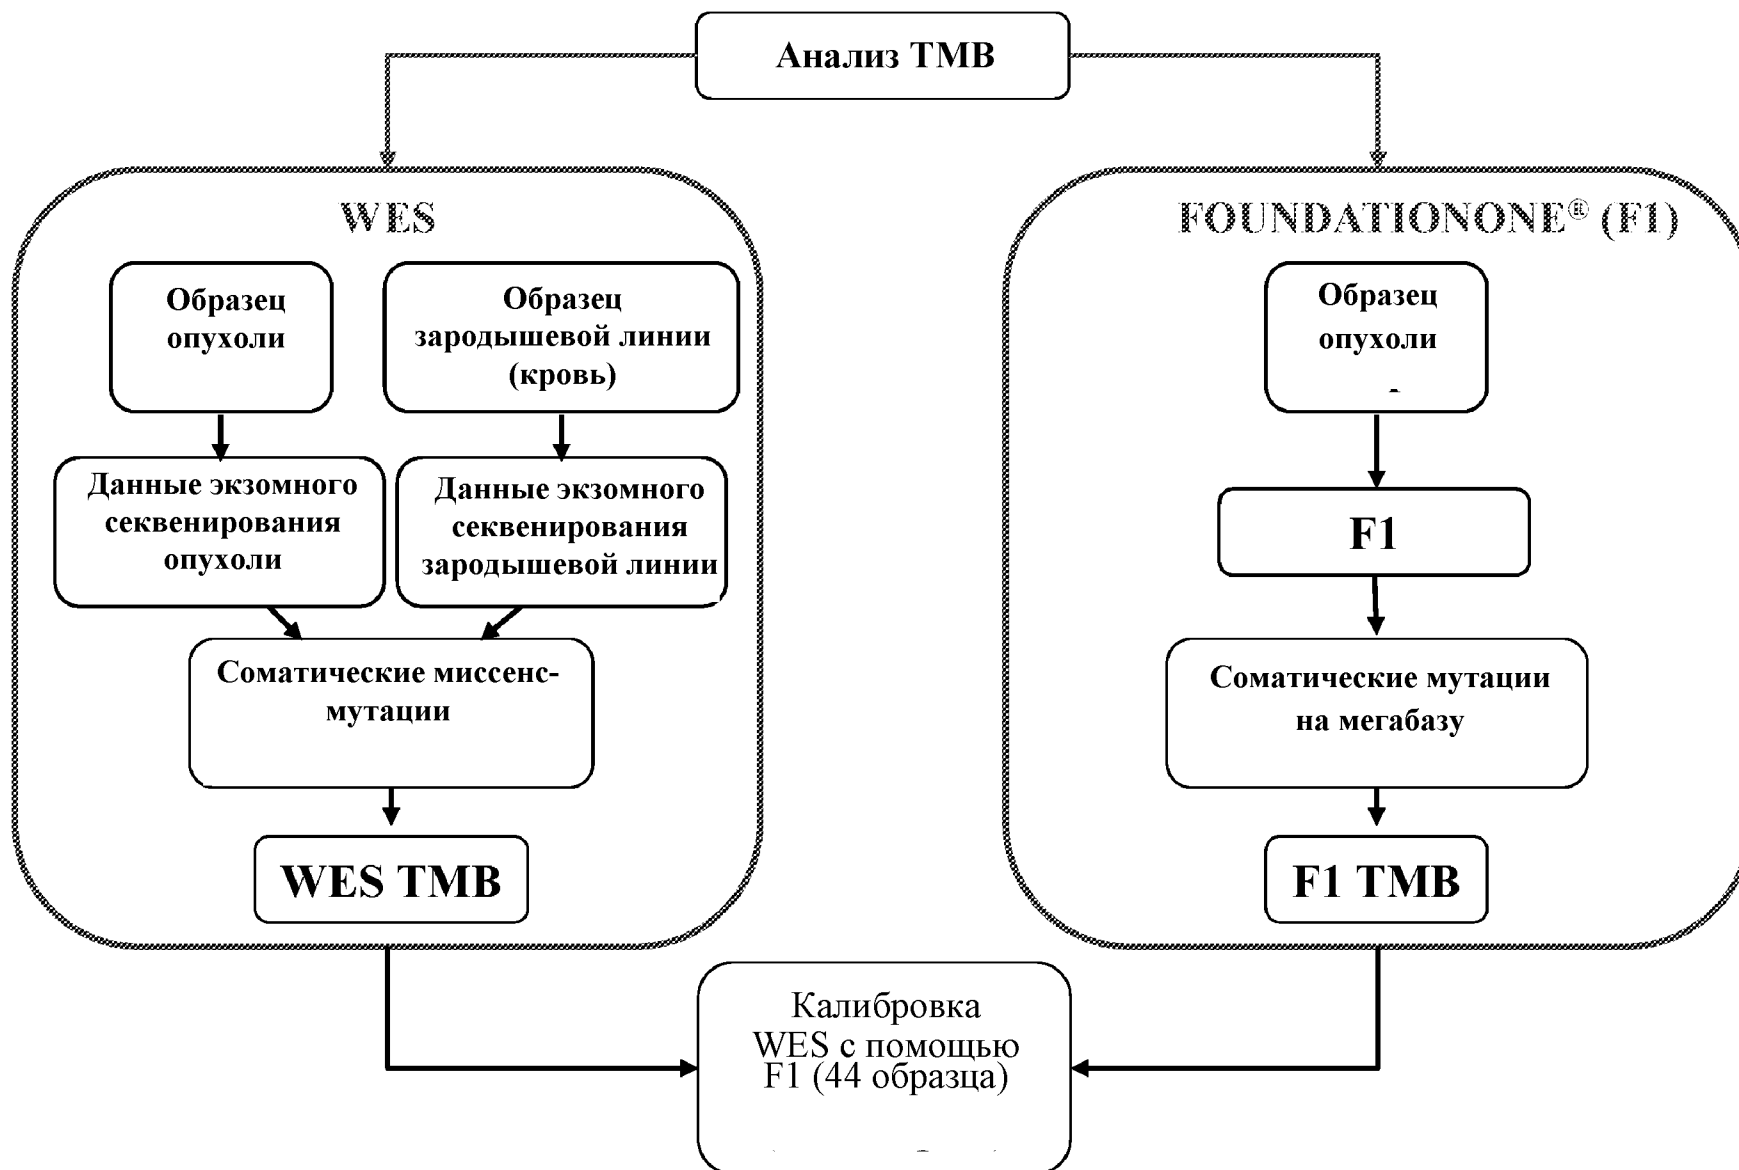 Анализ TMB
WES
Образец
опухоли
Образец
зародышевой линии
(кровь)
Данные экзомного
секвенирования
опухоли
Данные экзомного
секвенирования
зародышевой линии
Соматические миссенс-
мутации
WES TMB
FOUNDATIONONE® (F1)
Образец
опухоли
F1
Соматические мутации
на мегабазу
F1 TMB
Калибровка
WES с помощью
F1 (44 образца)